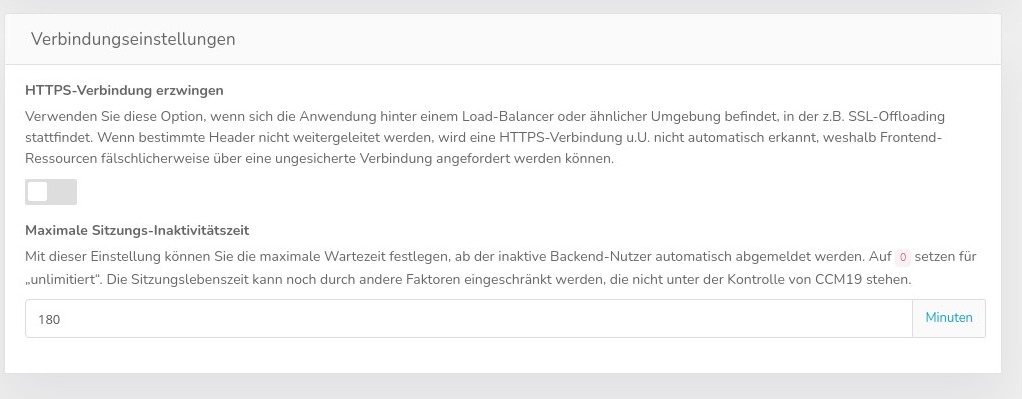 Verbindungseinstellungen
HTTPS-Verbindung erzwingen
Verwenden Sie diese Option, wenn sich die Anwendung hinter einem Load-Balancer oder ähnlicher Umgebung befindet, in der z.B. SSL-Offloading
stattfindet. Wenn bestimmte Header nicht weitergeleitet werden, wird eine HTTPS-Verbindung u.U. nicht automatisch erkannt, weshalb Frontend-
Ressourcen fälschlicherweise über eine ungesicherte Verbindung angefordert werden können.
Maximale Sitzungs-Inaktivitätszeit
Mit dieser Einstellung können Sie die maximale Wartezeit festlegen, ab der inaktive Backend-Nutzer automatisch abgemeldet werden. Auf 0 setzen für
„unlimitiert“. Die Sitzungslebenszeit kann noch durch andere Faktoren eingeschränkt werden, die nicht unter der Kontrolle von CCM19 stehen.
180 Minuten